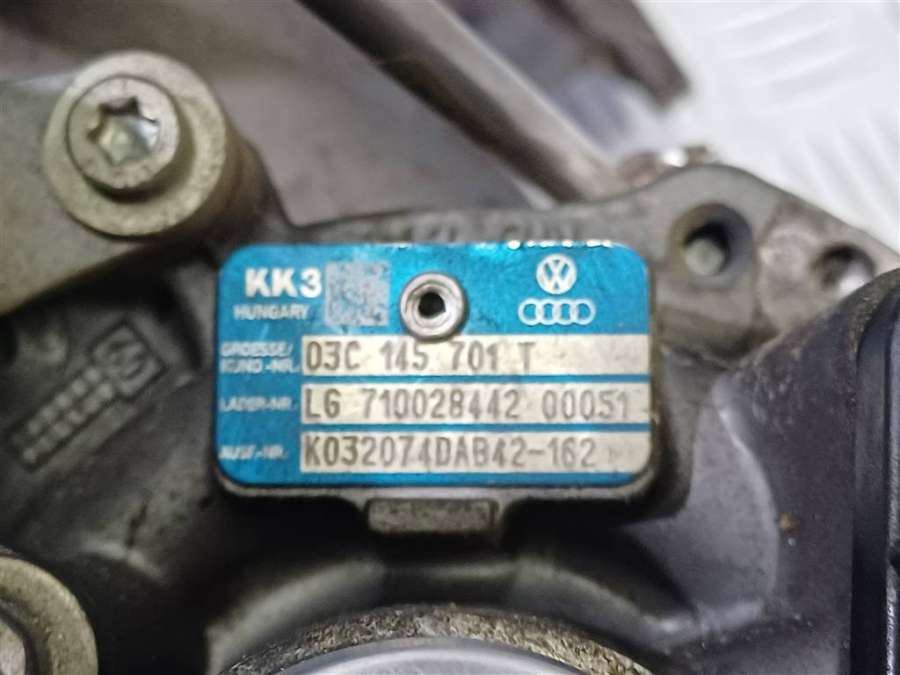 KK3
HUNGARY
GROESSE/
KUND-NR. 03C 145 701 T
LADER-NR. LG 710028442 00051
AUSF-NR. K032074DAB42-162